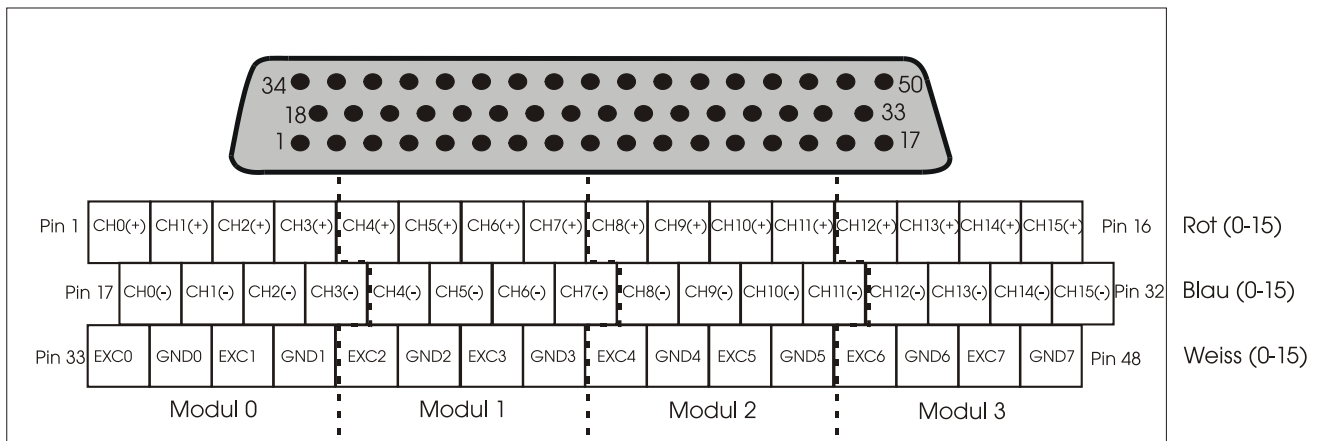 34 50
18 33
1 17
Pin 1 CH0(+) CH1(+) CH2(+) CH3(+) CH4(+) CH5(+) CH6(+) CH7(+) CH8(+) CH9(+) CH10(+) CH11(+) CH12(+) CH13(+) CH14(+) CH15(+) Pin 16 Rot (0-15)
Pin 17 CH0(-) CH1(-) CH2(-) CH3(-) CH4(-) CH5(-) CH6(-) CH7(-) CH8(-) CH9(-) CH10(-) CH11(-) CH12(-) CH13(-) CH14(-) CH15(-) Pin 32 Blau (0-15)
Pin 33 EXC0 GND0 EXC1 GND1 EXC2 GND2 EXC3 GND3 EXC4 GND4 EXC5 GND5 EXC6 GND6 EXC7 GND7 Pin 48 Weiss (0-15)
Modul 0 Modul 1 Modul 2 Modul 3